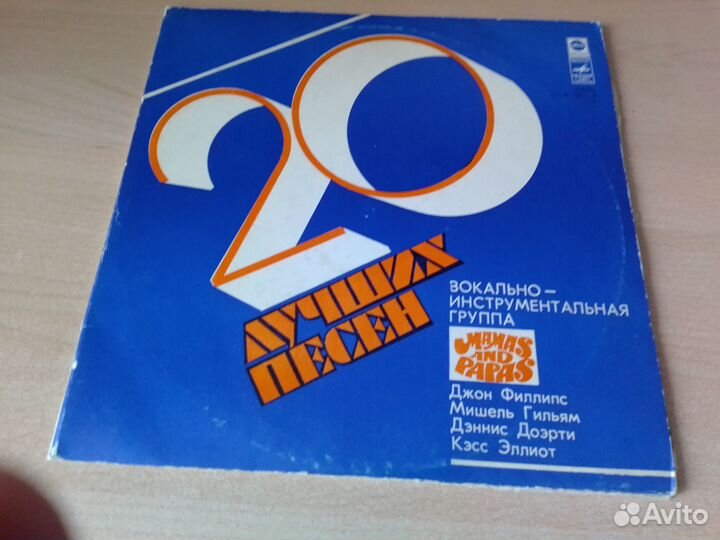 20
ЛУЧШИХ
ПЕСЕН
ВОКАЛЬНО-
ИНСТРУМЕНТАЛЬНАЯ
ГРУППА
MAMAS
AND
PAPAS
Джон Филлипс
Мишель Гильям
Дэннис Доэрти
Кэсс Эллиот
Avito